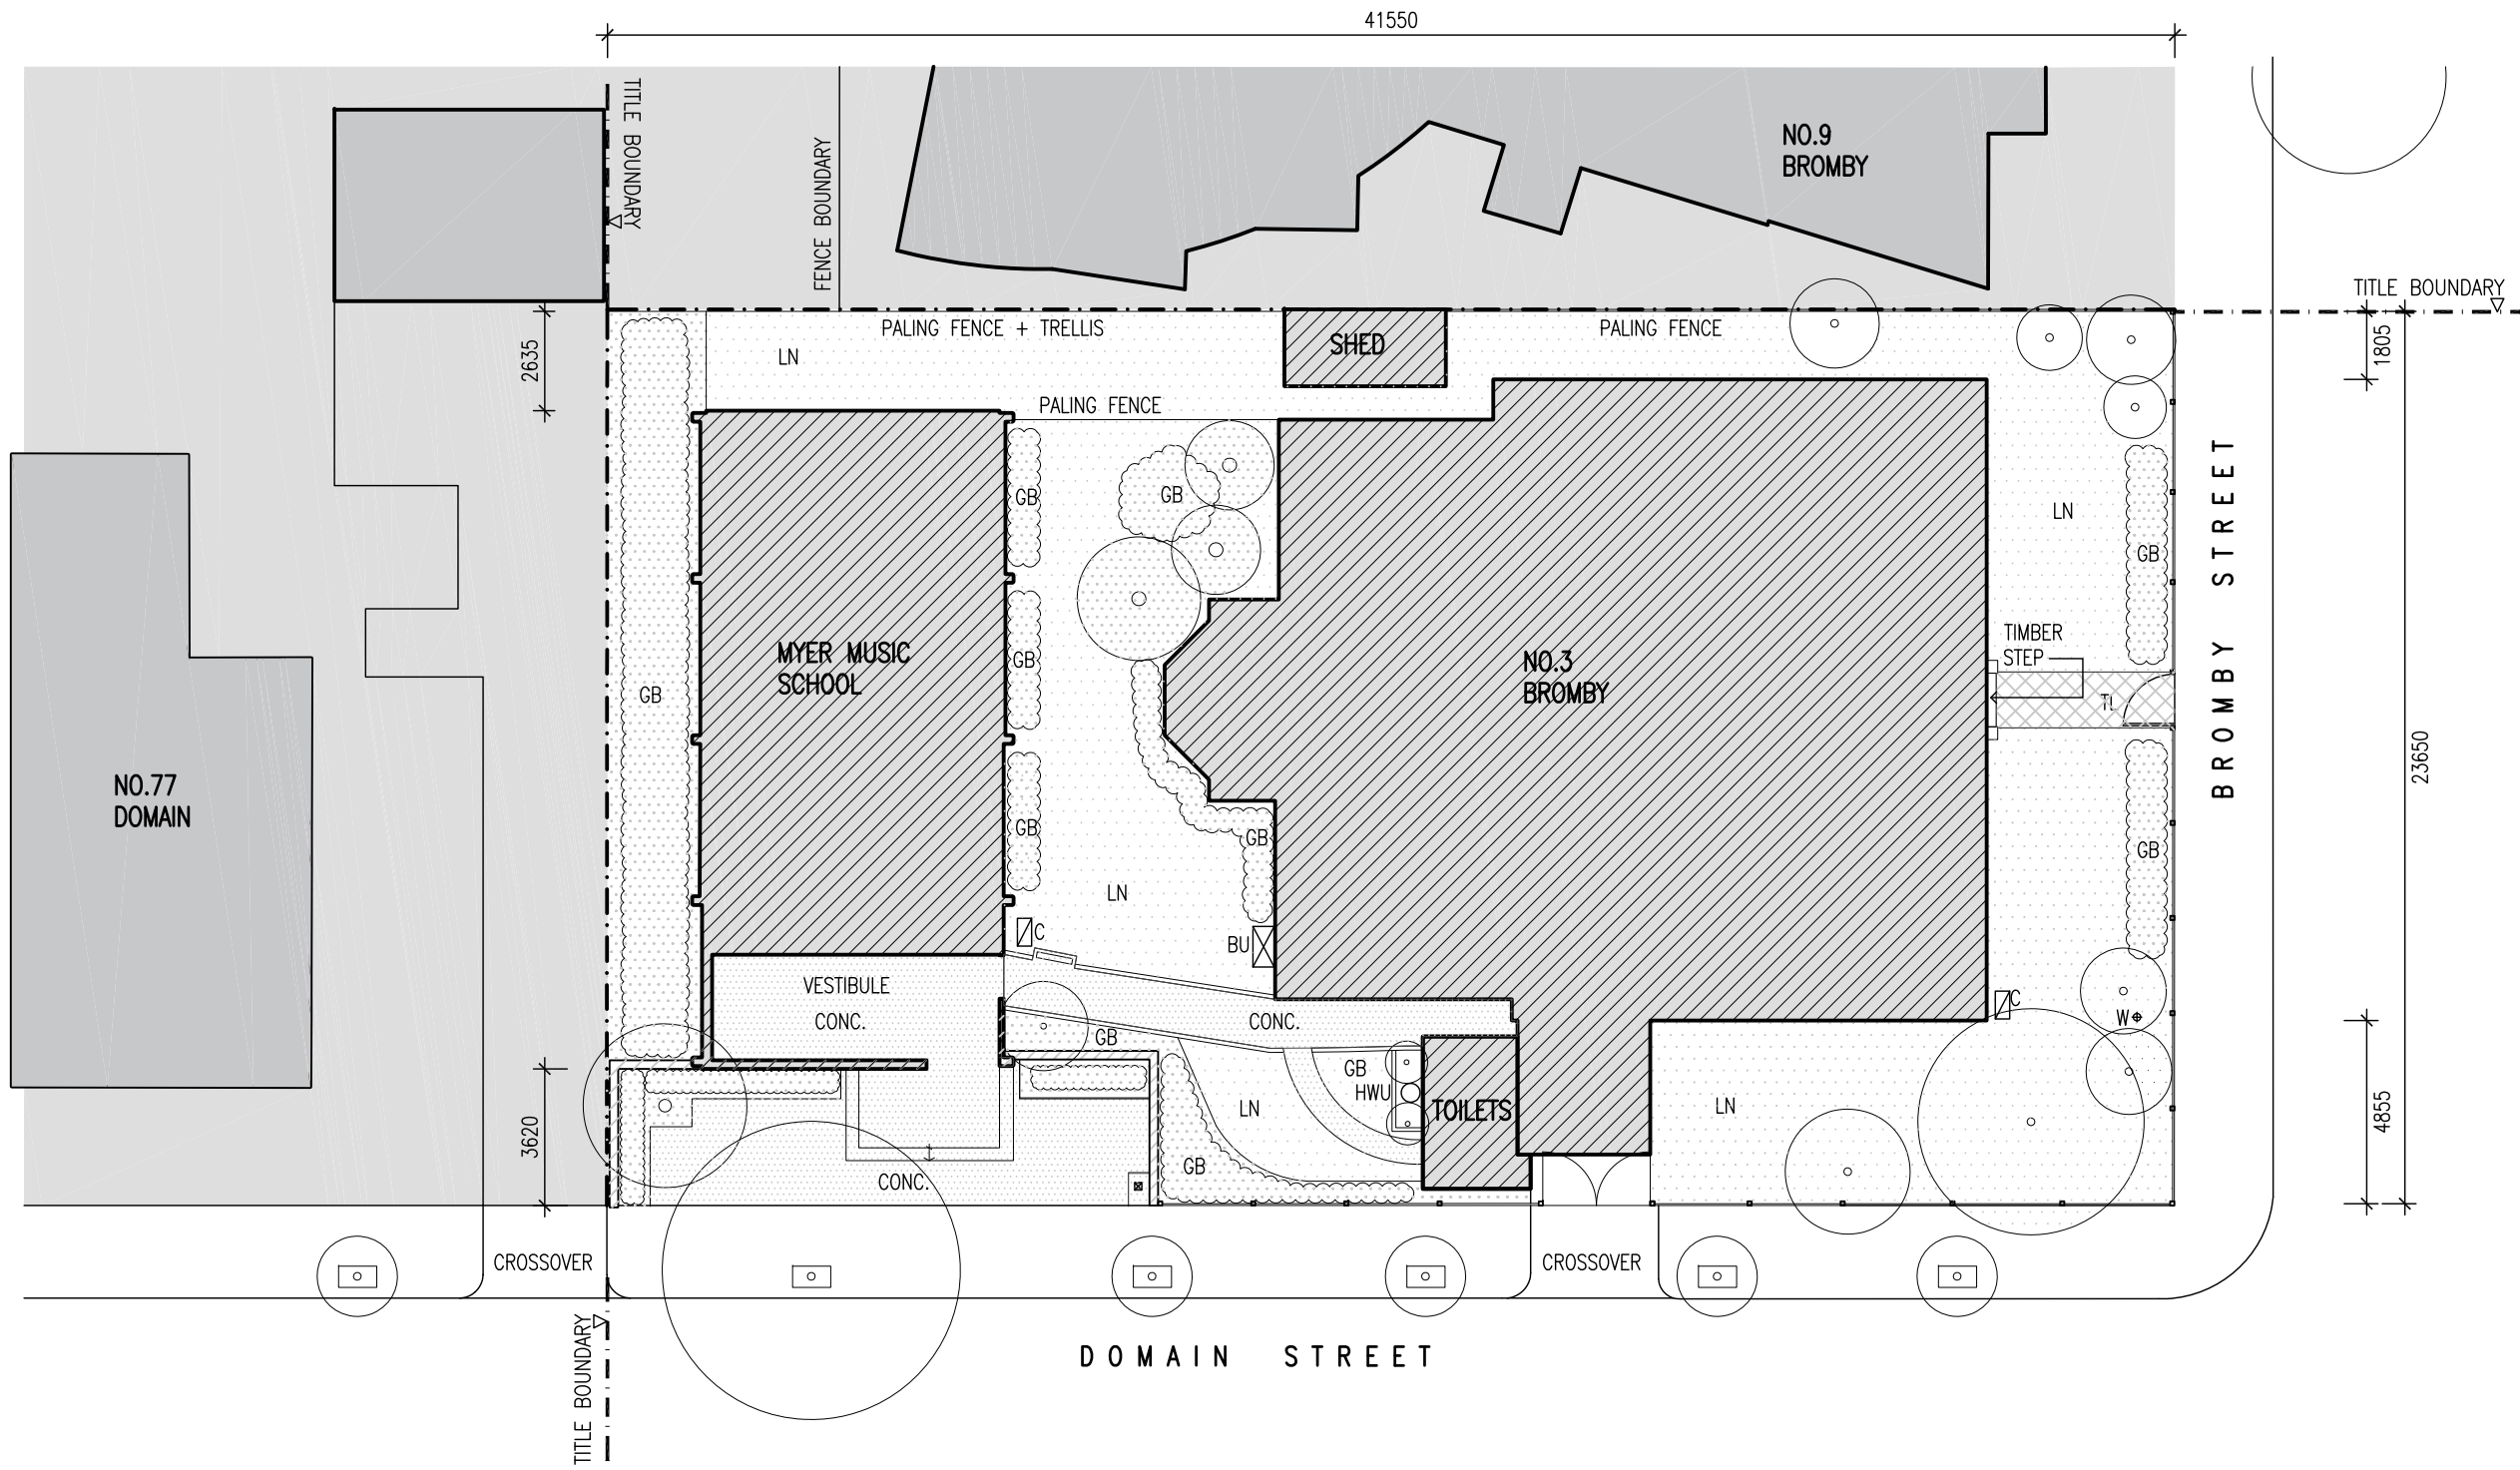 41550
TITLE BOUNDARY
FENCE BOUNDARY
NO.9
BROMBY
TITLE BOUNDARY
PALING FENCE + TRELLIS
PALING FENCE
LN
SHED
2635
1805
PALING FENCE
GB
GB
LN
GB
BROMBY STREET
TIMBER
STEP
TL
MYER MUSIC
SCHOOL
GB
NO.3
BROMBY
GB
23650
NO.77
DOMAIN
GB
GB
GB
LN
C
BU
VESTIBULE
CONC.
CONC.
C
W
GB
GB
HWU
TOILETS
LN
LN
4855
3620
GB
CONC.
CROSSOVER
CROSSOVER
TITLE BOUNDARY
DOMAIN STREET